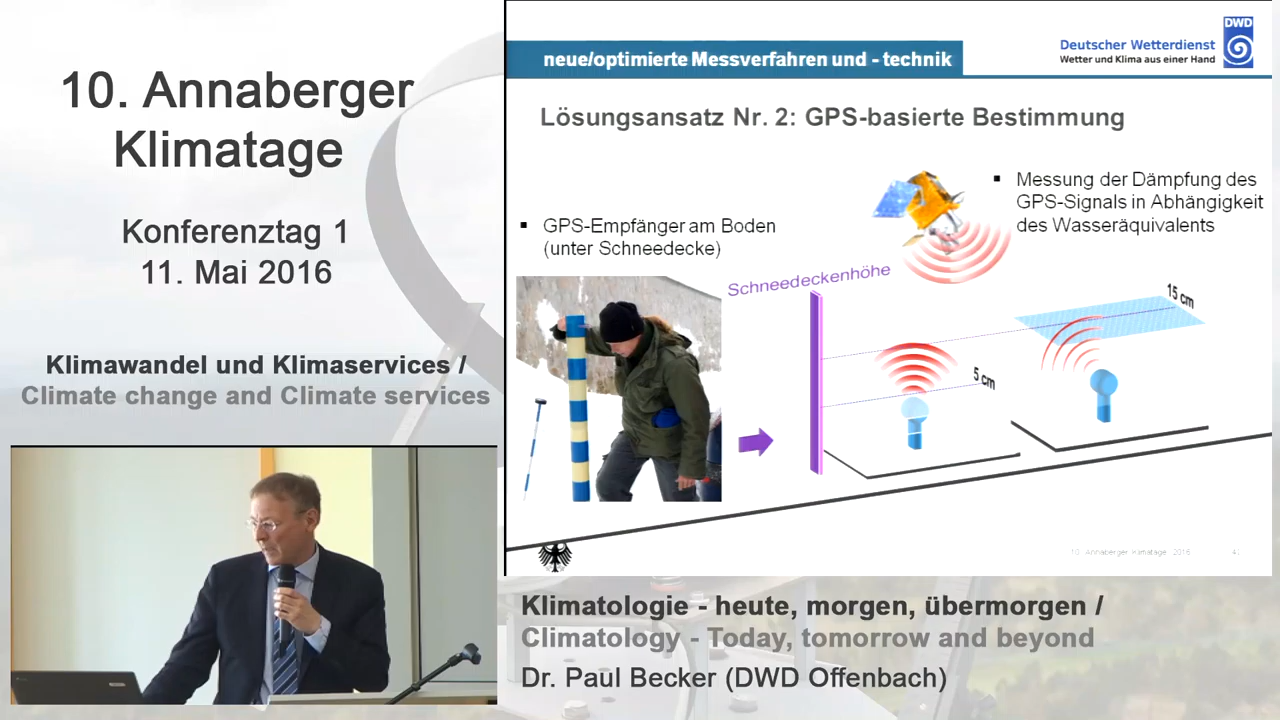 10. Annaberger
Klimatage
Konferenztag 1
11. Mai 2016
Klimawandel und Klimaservices /
Climate change and Climate services
neue/optimierte Messverfahren und - technik
DWD
Deutscher Wetterdienst
Wetter und Klima aus einer Hand
Lösungsansatz Nr. 2: GPS-basierte Bestimmung
▪ GPS-Empfänger am Boden
(unter Schneedecke)
▪ Messung der Dämpfung des
GPS-Signals in Abhängigkeit
des Wasseräquivalents
Schneedeckenhöhe
15 cm
5 cm
10. Annaberger Klimatage 2016
Klimatologie - heute, morgen, übermorgen /
Climatology - Today, tomorrow and beyond
Dr. Paul Becker (DWD Offenbach)